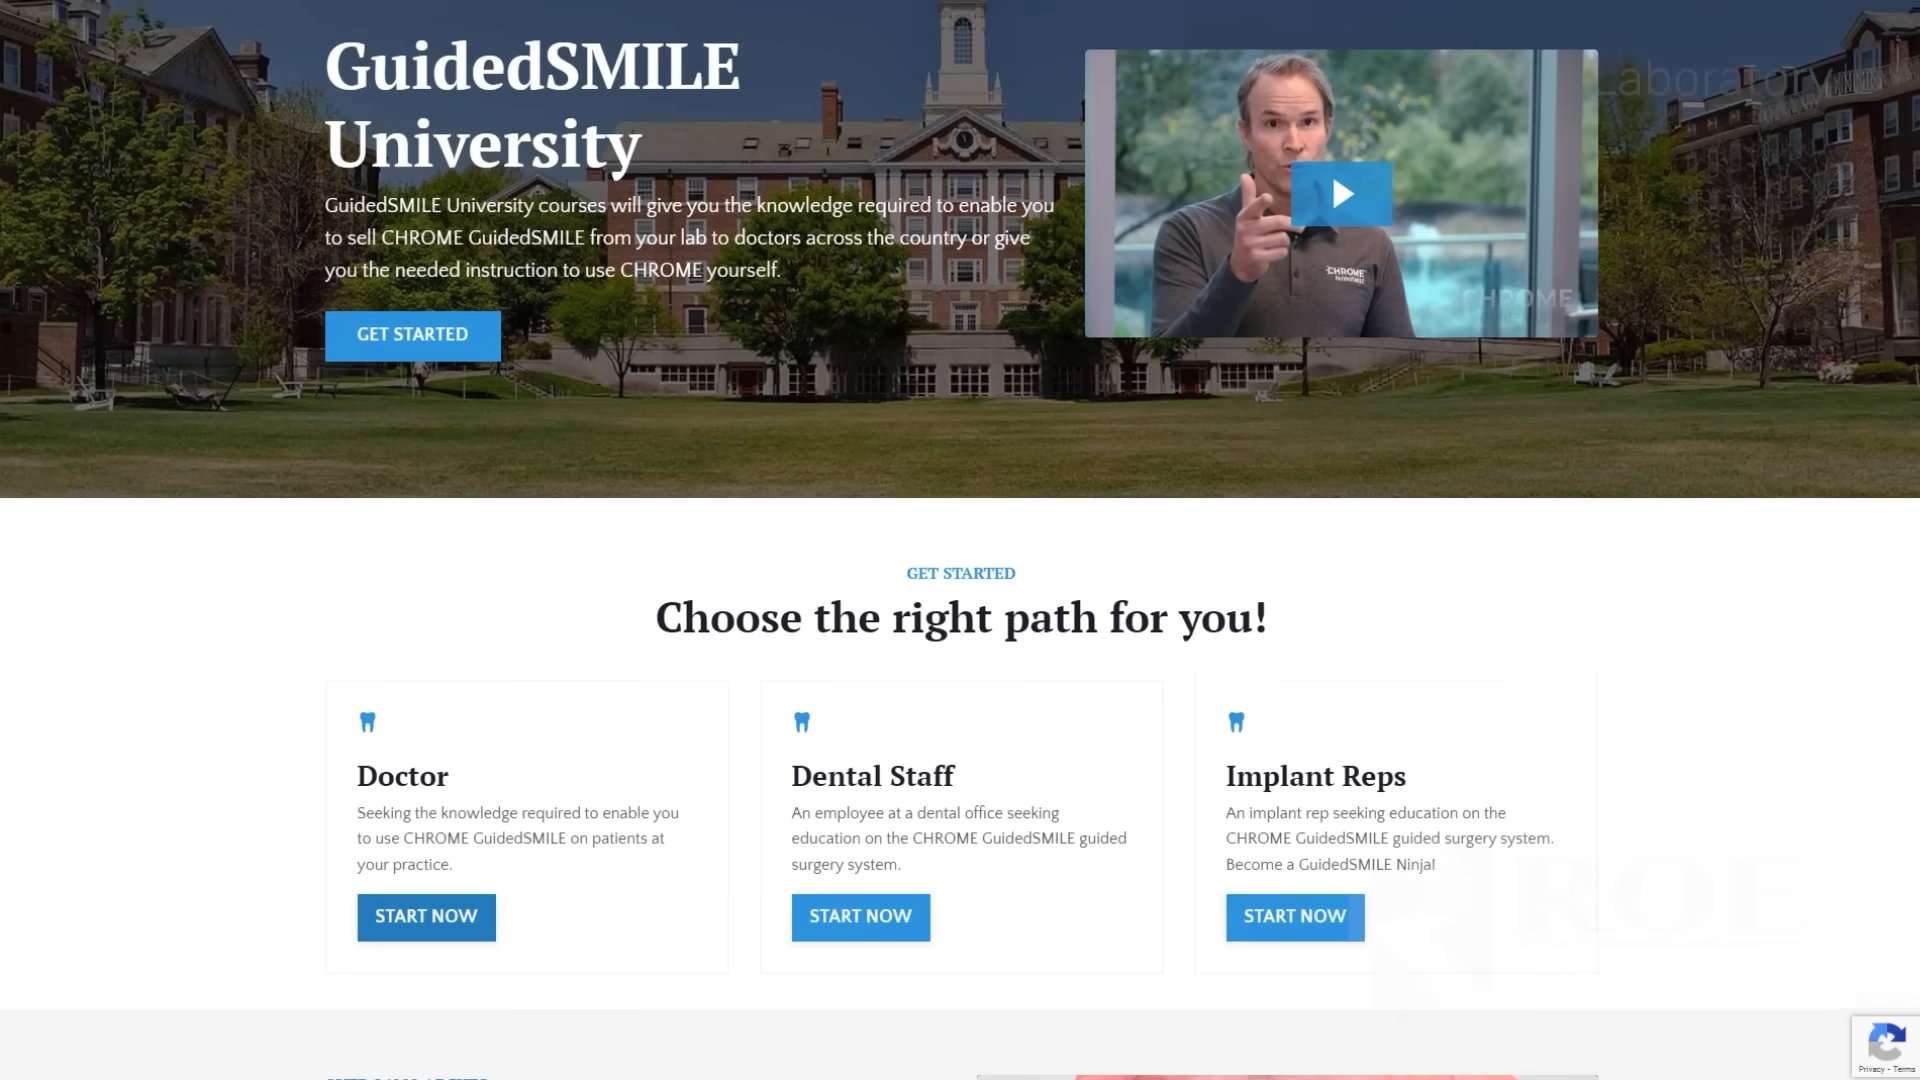 GuidedSMILE
University
GuidedSMILE University courses will give you the knowledge required to enable you
to sell CHROME GuidedSMILE from your lab to doctors across the country or give
you the needed instruction to use CHROME yourself.
GET STARTED
Laboratory
CHROME
CHROME
GET STARTED
Choose the right path for you!
Doctor
Seeking the knowledge required to enable you
to use CHROME GuidedSMILE on patients at
your practice.
START NOW
Dental Staff
An employee at a dental office seeking
education on the CHROME GuidedSMILE guided
surgery system.
START NOW
Implant Reps
An implant rep seeking education on the
CHROME GuidedSMILE guided surgery system.
Become a GuidedSMILE Ninja!
START NOW
ROE
Privacy - Terms